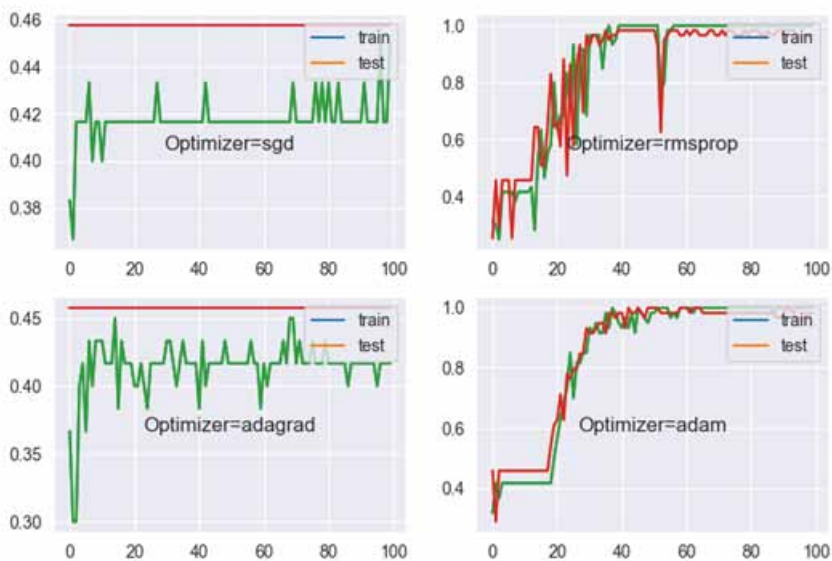 0.46
0.44
0.42
0.40
0.38
train
test
Optimizer=sgd
0 20 40 60 80 100
1.0
0.8
0.6
0.4
train
test
Optimizer=rmsprop
0 20 40 60 80 100
0.45
0.40
0.35
0.30
train
test
Optimizer=adagrad
0 20 40 60 80 100
1.0
0.8
0.6
0.4
train
test
Optimizer=adam
0 20 40 60 80 100